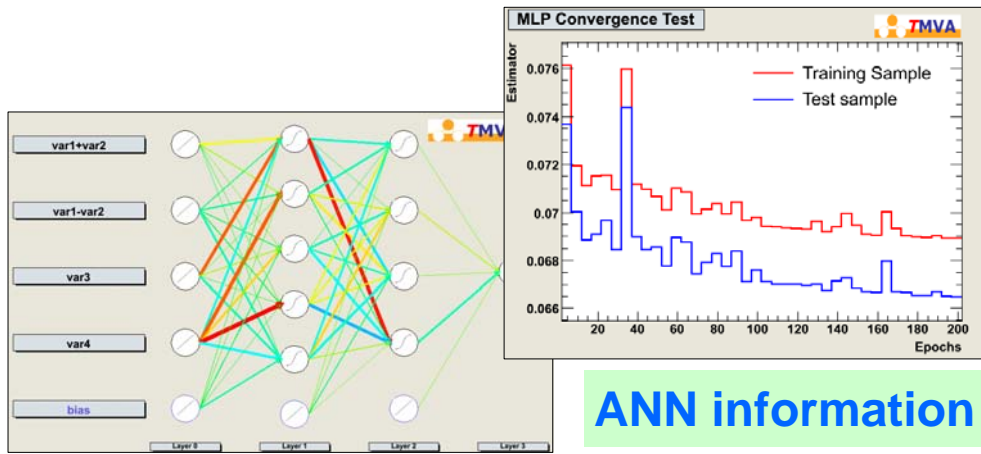 MLP Convergence Test
TMVA
Estimator
0.076
0.074
0.072
0.07
0.068
0.066
Training Sample
Test sample
20 40 60 80 100 120 140 160 180 200
Epochs
TMVA
var1+var2
var1-var2
var3
var4
bias
Layer 0 Layer 1 Layer 2 Layer 3
ANN information